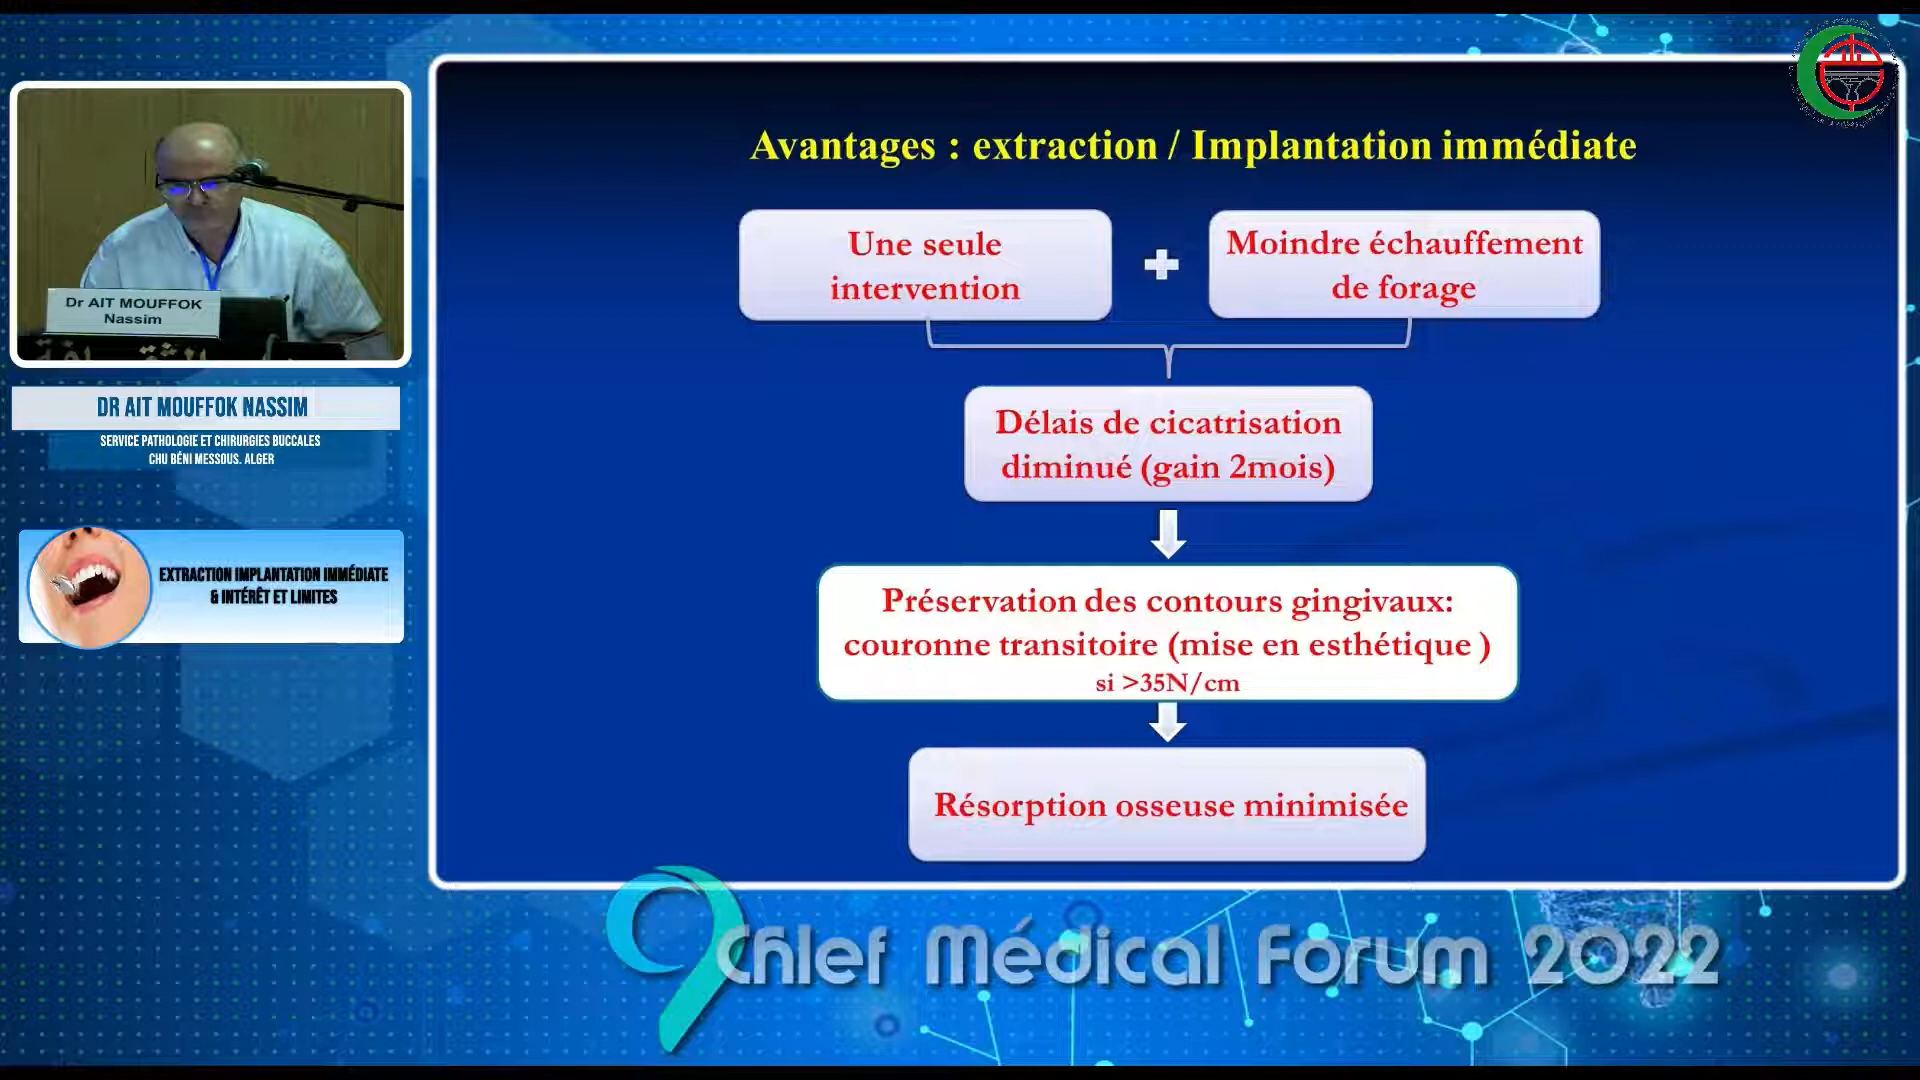 Dr AIT MOUFFOK
Nassim
DR AIT MOUFFOK NASSIM
SERVICE PATHOLOGIE ET CHIRURGIES BUCCALES
CHU BÉNI MESSOUS. ALGER
EXTRACTION IMPLANTATION IMMÉDIATE
& INTÉRÊT ET LIMITES
Avantages : extraction / Implantation immédiate
Une seule
intervention
Moindre échauffement
de forage
Délais de cicatrisation
diminué (gain 2mois)
Préservation des contours gingivaux:
couronne transitoire (mise en esthétique )
si >35N/cm
Résorption osseuse minimisée
9 Chlef Médical Forum 2022